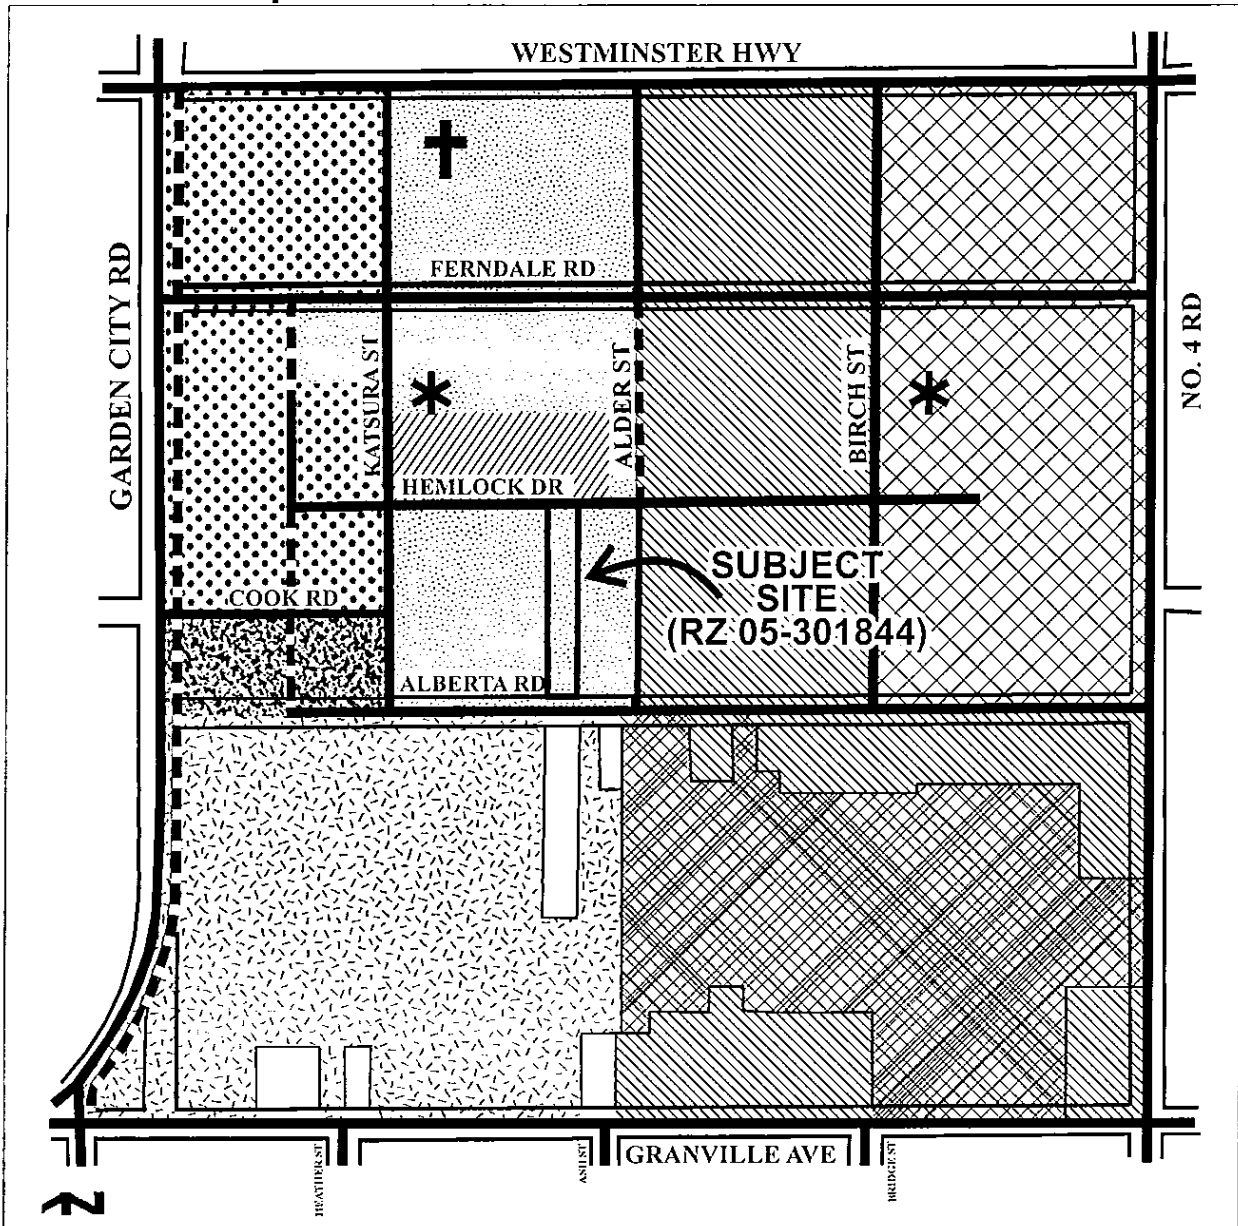 WESTMINSTER HWY
FERNDALE RD
GARDEN CITY RD
KATSURA ST
ALDER ST
BIRCH ST
NO. 4 RD
HEMLOCK DR
SUBJECT
SITE
(RZ 05-301844)
COOK RD
ALBERTA RD
GRANVILLE AVE
HEATHER ST
ASH ST
BRIDGE ST
N